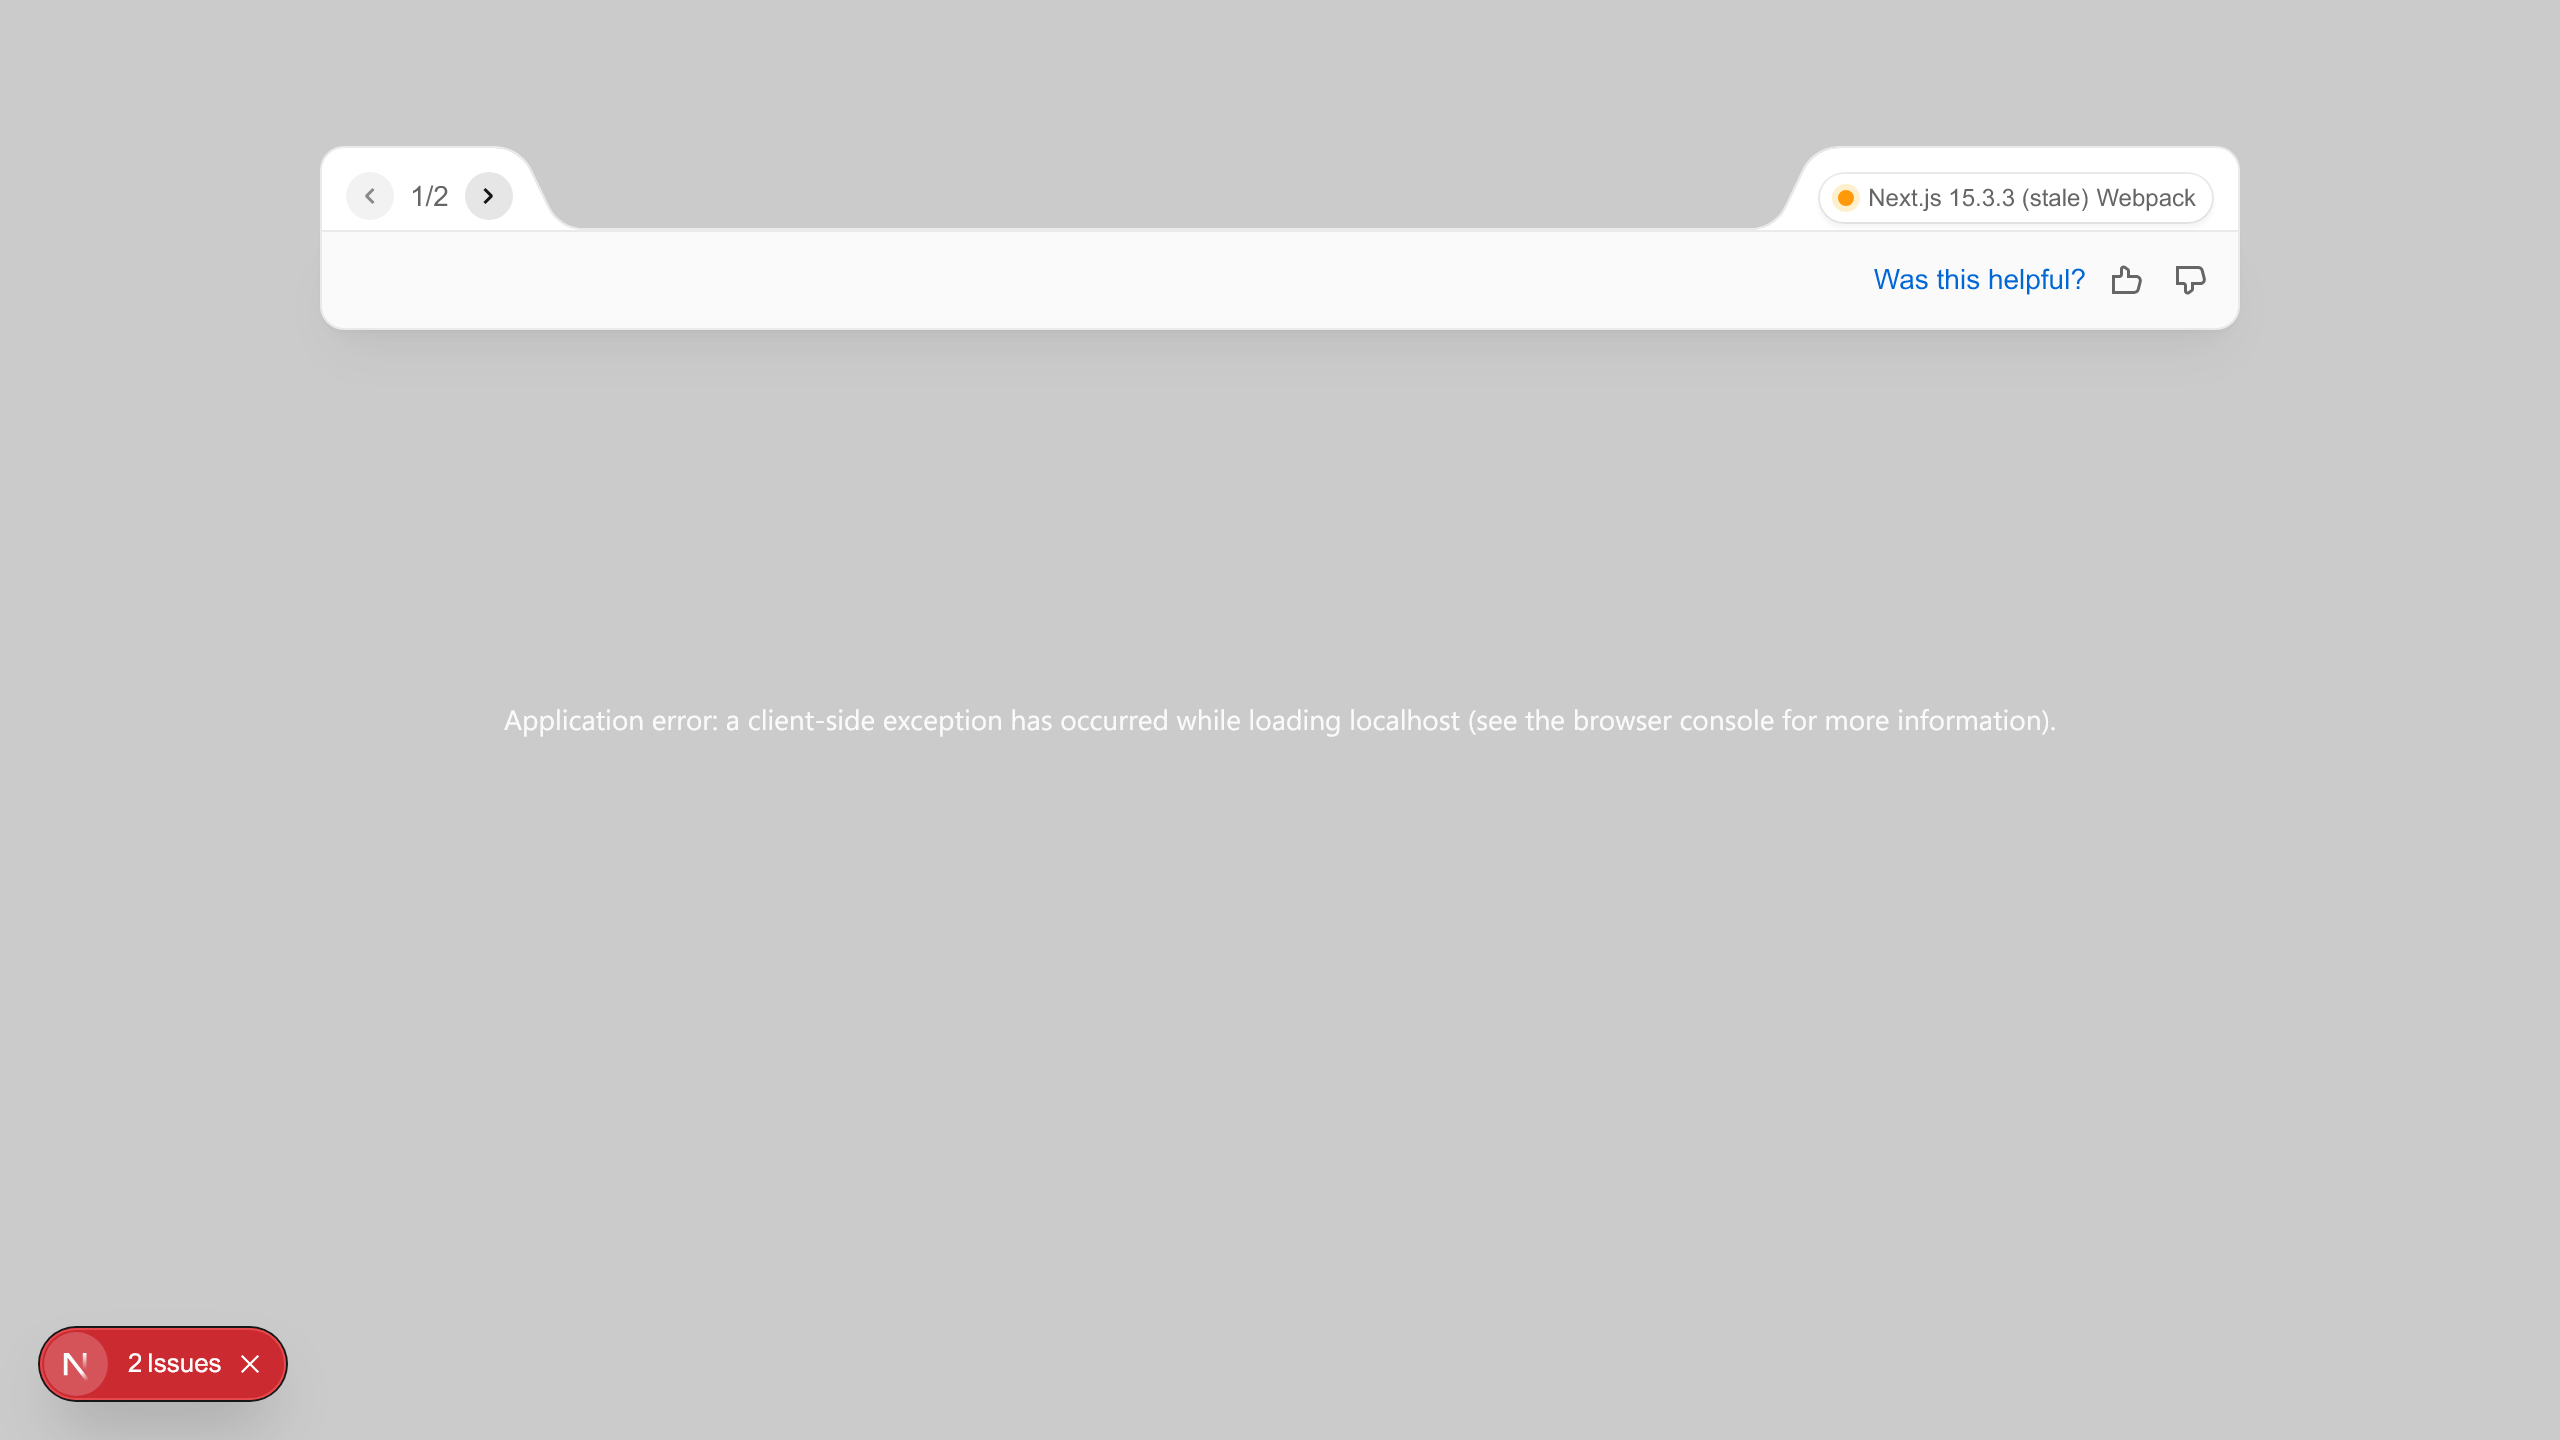 1/2
Next.js 15.3.3 (stale) Webpack
Was this helpful?
Application error: a client-side exception has occurred while loading localhost (see the browser console for more information).
N
2 Issues